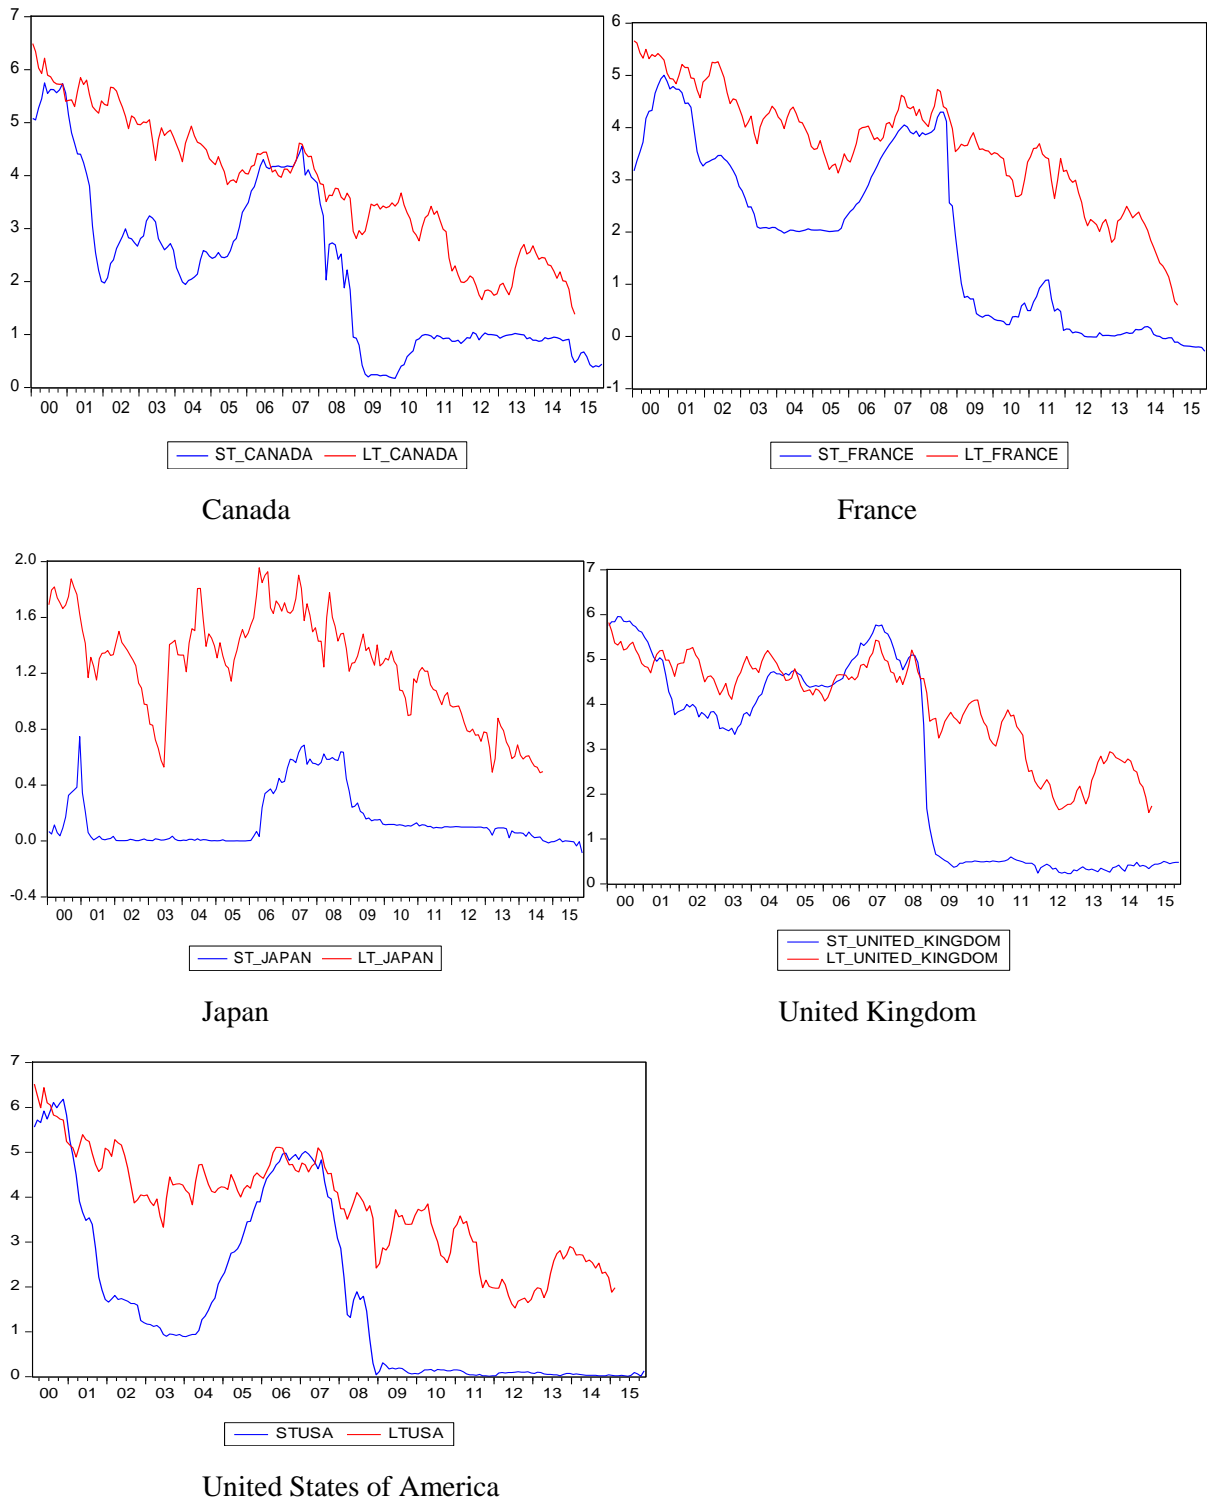 7
6
5
4
3
2
1
0
00 01 02 03 04 05 06 07 08 09 10 11 12 13 14 15
ST_CANADA LT_CANADA
Canada
6
5
4
3
2
1
0
-1
00 01 02 03 04 05 06 07 08 09 10 11 12 13 14 15
ST_FRANCE LT_FRANCE
France
2.0
1.6
1.2
0.8
0.4
0.0
-0.4
00 01 02 03 04 05 06 07 08 09 10 11 12 13 14 15
ST_JAPAN LT_JAPAN
Japan
7
6
5
4
3
2
1
0
00 01 02 03 04 05 06 07 08 09 10 11 12 13 14 15
ST_UNITED_KINGDOM
LT_UNITED_KINGDOM
United Kingdom
7
6
5
4
3
2
1
0
00 01 02 03 04 05 06 07 08 09 10 11 12 13 14 15
STUSA LTUSA
United States of America